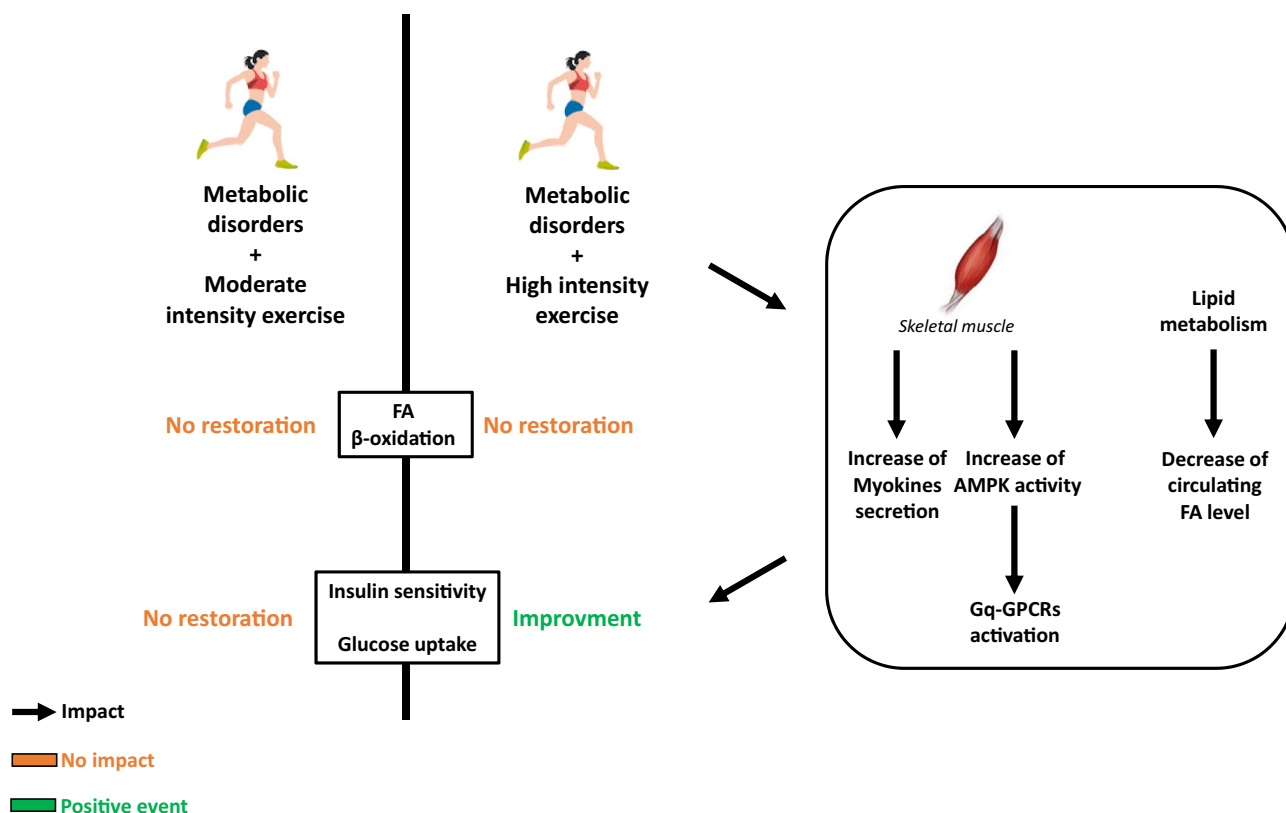 Metabolic
disorders
+
Moderate
intensity exercise
Metabolic
disorders
+
High intensity
exercise
No restoration
FA
β-oxidation
No restoration
No restoration
Insulin sensitivity
Glucose uptake
Improvment
Skeletal muscle
Lipid
metabolism
Increase of
Myokines
secretion
Increase of
AMPK activity
Decrease of
circulating
FA level
Gq-GPCRs
activation
Impact
No impact
Positive event